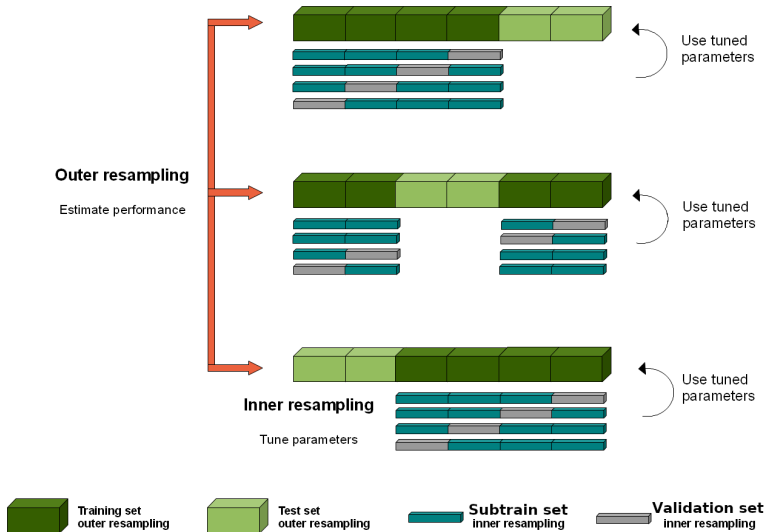 Use tuned
parameters
Outer resampling
Estimate performance
Use tuned
parameters
Use tuned
parameters
Inner resampling
Tune parameters
Training set
outer resampling
Test set
outer resampling
Subtrain set
inner resampling
Validation set
inner resampling